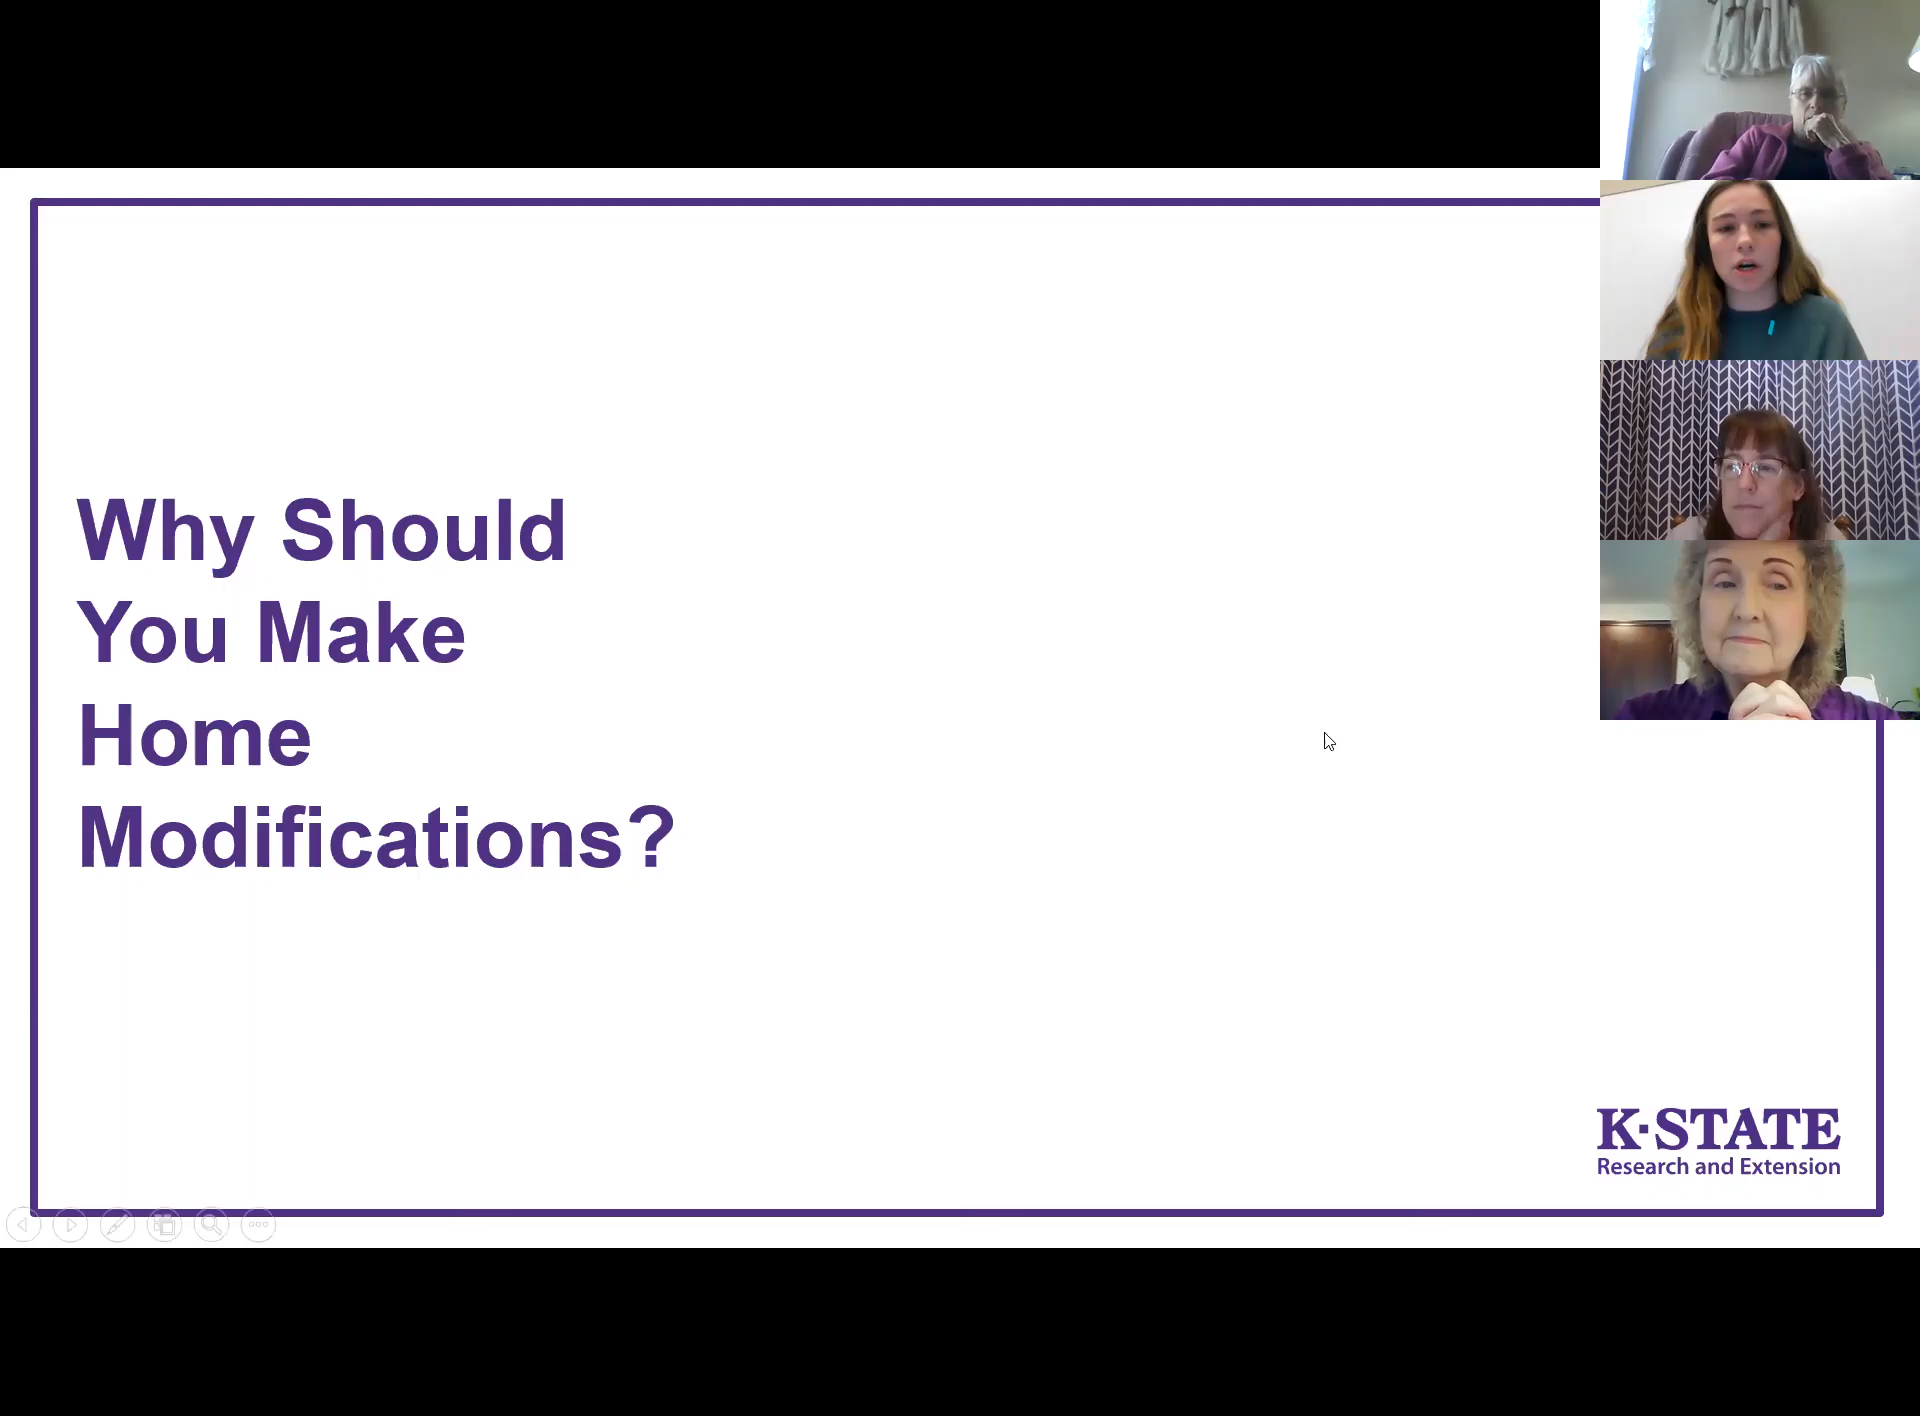 Why Should
You Make
Home
Modifications?
K·STATE
Research and Extension